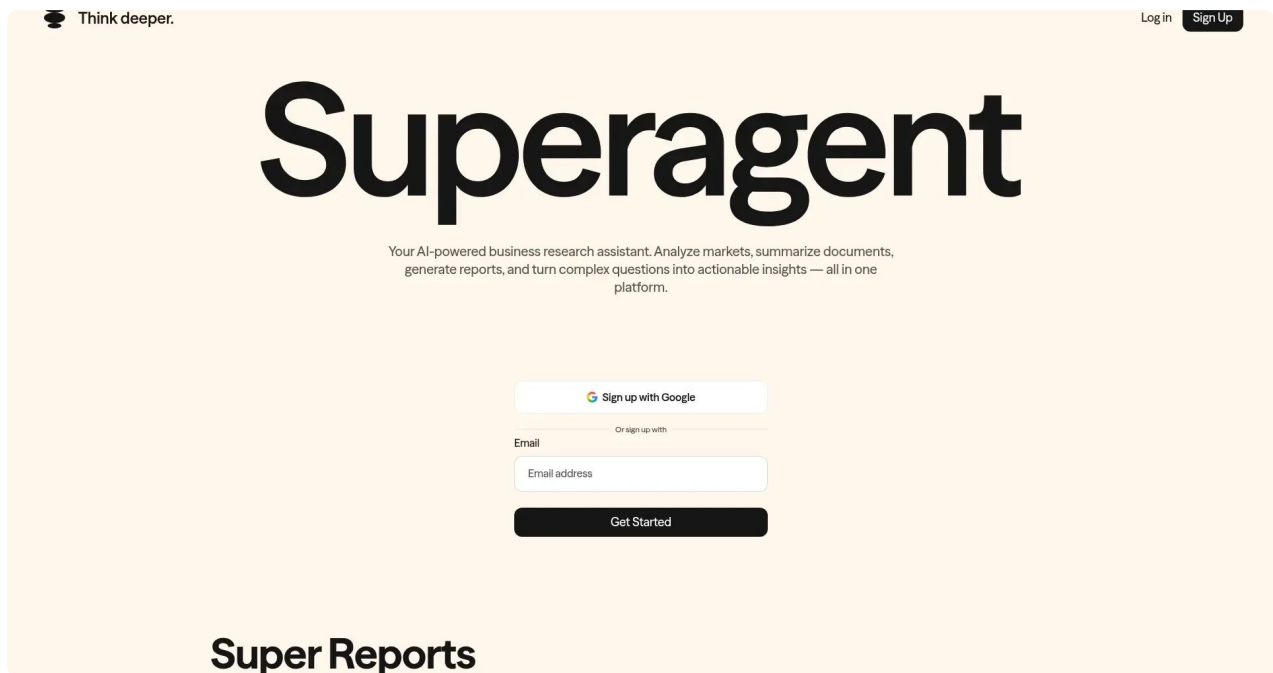 Think deeper.
Log in
Sign Up
Superagent
Your AI-powered business research assistant. Analyze markets, summarize documents,
generate reports, and turn complex questions into actionable insights — all in one
platform.
Sign up with Google
Or sign up with
Email
Email address
Get Started
Super Reports